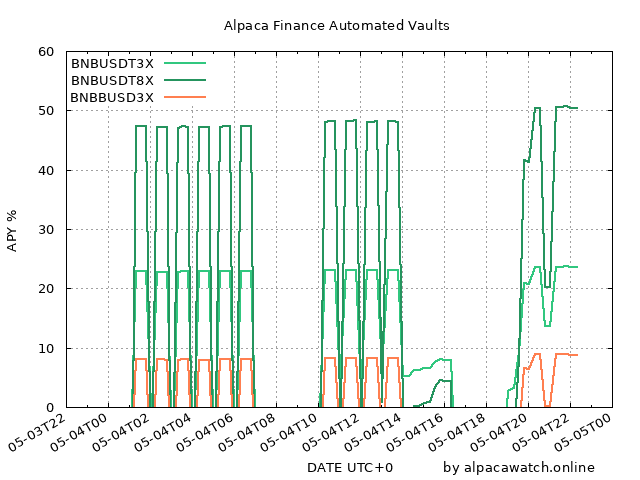 Alpaca Finance Automated Vaults
60
50
40
30
20
10
0
APY %
BNBUSDT3X
BNBUSDT8X
BNBBUSD3X
05-03T22
05-04T00
05-04T02
05-04T04
05-04T06
05-04T08
05-04T10
05-04T12
05-04T14
05-04T16
05-04T18
05-04T20
05-04T22
05-05T00
DATE UTC+0
by alpacawatch.online